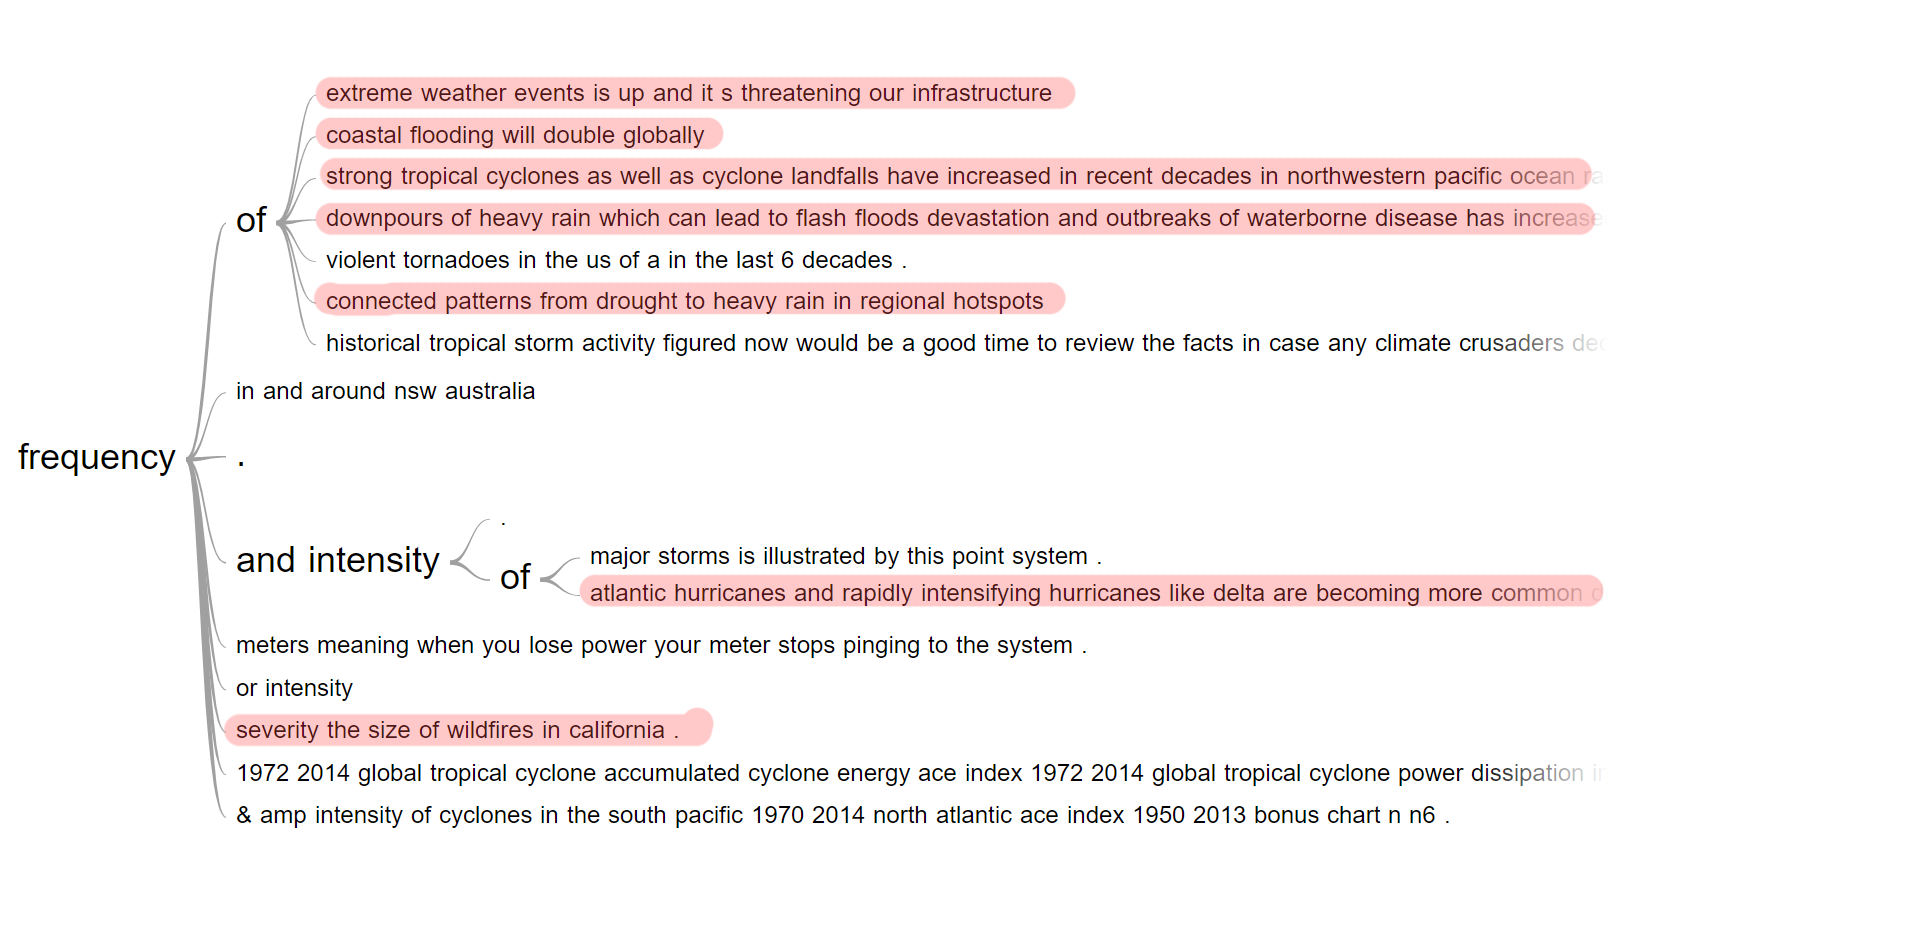 extreme weather events is up and it s threatening our infrastructure
coastal flooding will double globally
strong tropical cyclones as well as cyclone landfalls have increased in recent decades in northwestern pacific ocean
of
downpours of heavy rain which can lead to flash floods devastation and outbreaks of waterborne disease has increase
violent tornadoes in the us of a in the last 6 decades .
connected patterns from drought to heavy rain in regional hotspots
historical tropical storm activity figured now would be a good time to review the facts in case any climate crusaders
in and around nsw australia
frequency
.
.
and intensity
of
major storms is illustrated by this point system .
atlantic hurricanes and rapidly intensifying hurricanes like delta are becoming more common
meters meaning when you lose power your meter stops pinging to the system .
or intensity
severity the size of wildfires in california .
1972 2014 global tropical cyclone accumulated cyclone energy ace index 1972 2014 global tropical cyclone power dissipation
& amp intensity of cyclones in the south pacific 1970 2014 north atlantic ace index 1950 2013 bonus chart n n6 .